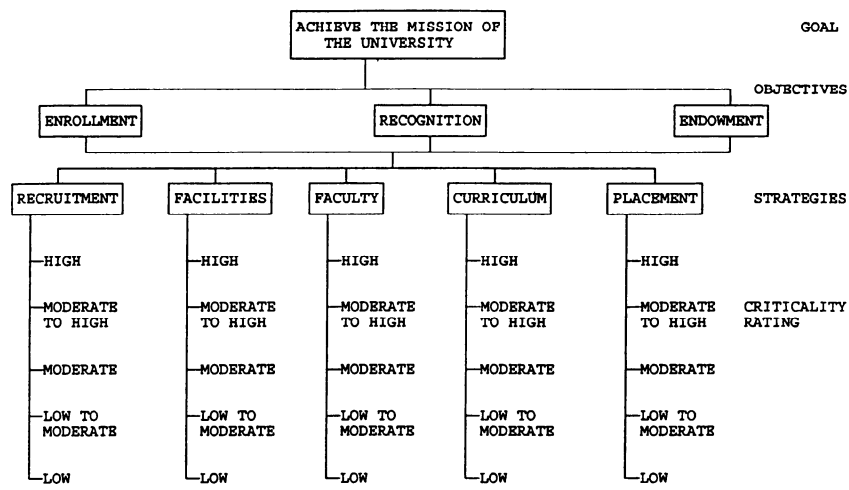 ACHIEVE THE MISSION OF
THE UNIVERSITY
GOAL
OBJECTIVES
ENROLLMENT RECOGNITION ENDOWMENT
RECRUITMENT FACILITIES FACULTY CURRICULUM PLACEMENT STRATEGIES
HIGH HIGH HIGH HIGH HIGH
MODERATE MODERATE MODERATE MODERATE MODERATE CRITICALITY
TO HIGH TO HIGH TO HIGH TO HIGH TO HIGH RATING
MODERATE MODERATE MODERATE MODERATE MODERATE
LOW TO LOW TO LOW TO LOW TO LOW TO
MODERATE MODERATE MODERATE MODERATE MODERATE
LOW LOW LOW LOW LOW